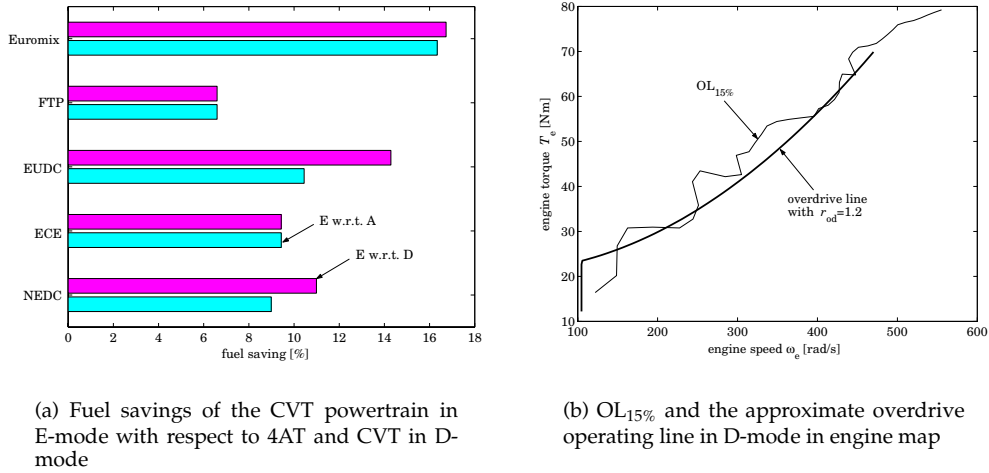 Euromix
FTP
EUDC
ECE
NEDC
E w.r.t. A
E w.r.t. D
0 2 4 6 8 10 12 14 16 18
fuel saving [%]
80
70
60
50
40
30
20
10
engine torque T_e [Nm]
OL_15%
overdrive line
with r_od=1.2
100 200 300 400 500 600
engine speed ω_e [rad/s]
(a) Fuel savings of the CVT powertrain in
E-mode with respect to 4AT and CVT in D-
mode
(b) OL_15% and the approximate overdrive
operating line in D-mode in engine map